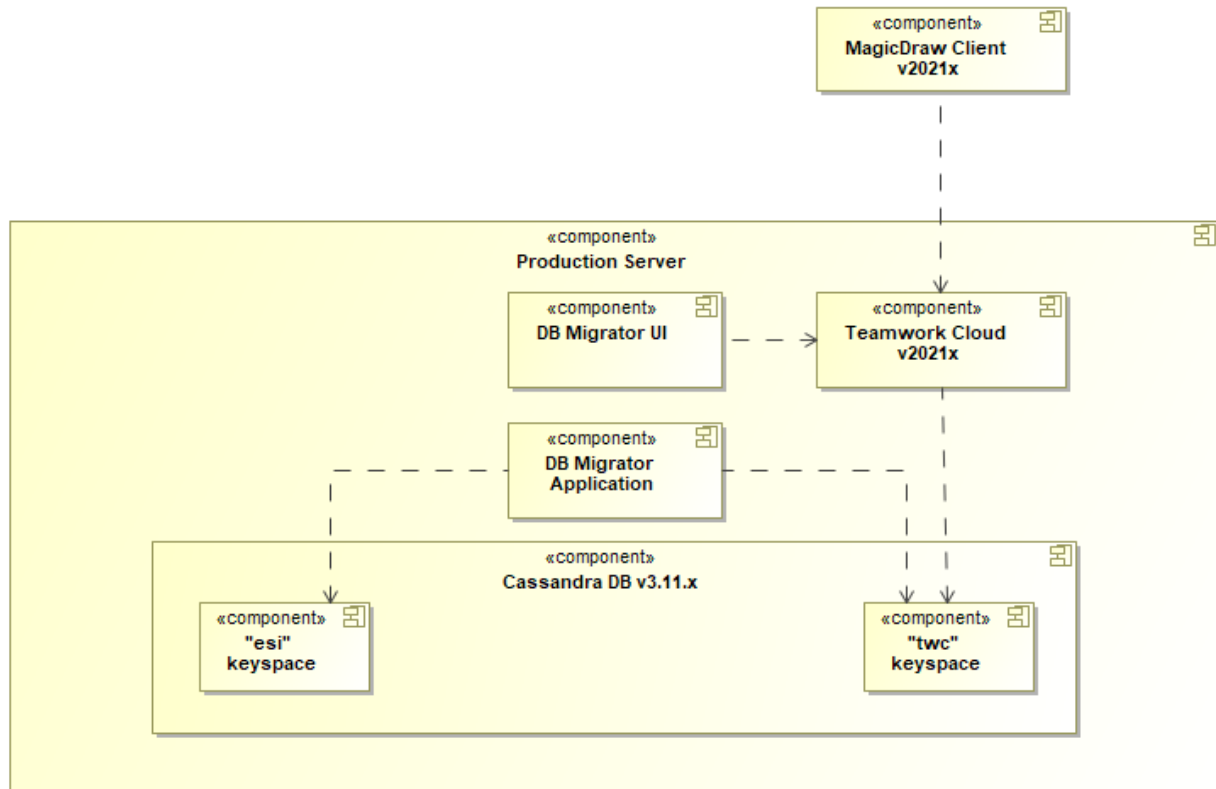 «component»
MagicDraw Client
v2021x
«component»
Production Server
«component»
DB Migrator UI
«component»
Teamwork Cloud
v2021x
«component»
DB Migrator
Application
«component»
Cassandra DB v3.11.x
«component»
"esi"
keyspace
«component»
"twc"
keyspace